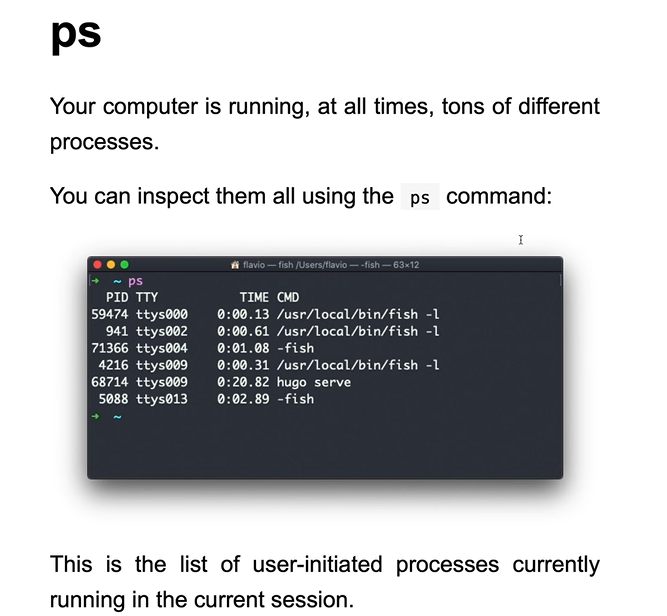 ps
Your computer is running, at all times, tons of different
processes.
You can inspect them all using the ps command:
flavio — fish /Users/flavio — -fish — 63×12
➜ ~ ps
PID TTY TIME CMD
59474 ttys000 0:00.13 /usr/local/bin/fish -l
941 ttys002 0:00.61 /usr/local/bin/fish -l
71366 ttys004 0:01.08 -fish
4216 ttys009 0:00.31 /usr/local/bin/fish -l
68714 ttys009 0:20.82 hugo serve
5088 ttys013 0:02.89 -fish
➜ ~
This is the list of user-initiated processes currently
running in the current session.